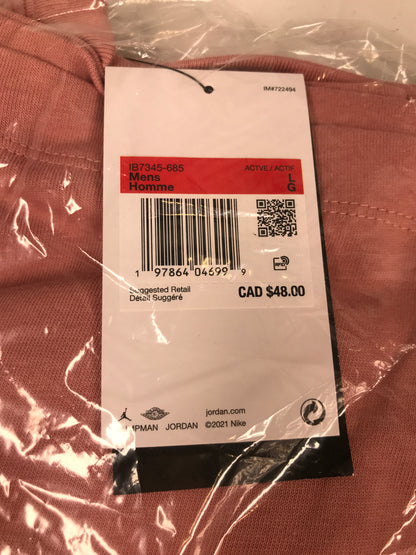 IM#722494
IB7345-685
Mens
Homme
ACTVE / ACTIF
L
G
1 97864 04699 9
RFID
Suggested Retail
Détail Suggéré
CAD $48.00
JORDAN
jordan.com
©2021 Nike